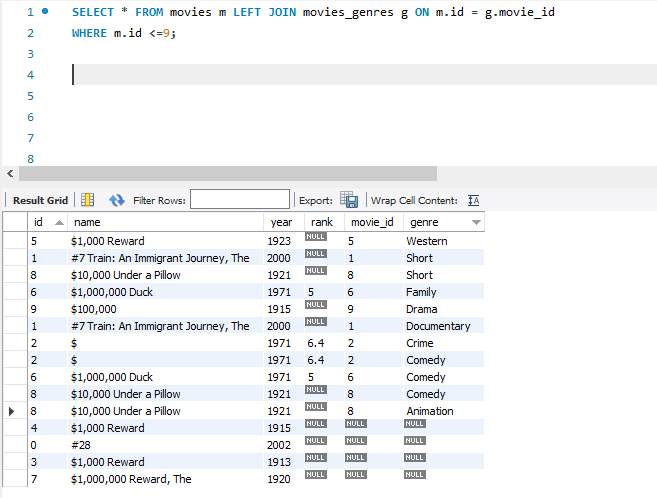 1 SELECT * FROM movies m LEFT JOIN movies_genres g ON m.id = g.movie_id
2 WHERE m.id <=9;
3
4
5
6
7
8
Result Grid Filter Rows: Export: Wrap Cell Content: IA
id name year rank movie_id genre
5 $1,000 Reward 1923 NULL 5 Western
1 #7 Train: An Immigrant Journey, The 2000 NULL 1 Short
8 $10,000 Under a Pillow 1921 NULL 8 Short
6 $1,000,000 Duck 1971 5 6 Family
9 $100,000 1915 NULL 9 Drama
1 #7 Train: An Immigrant Journey, The 2000 NULL 1 Documentary
2 $ 1971 6.4 2 Crime
2 $ 1971 6.4 2 Comedy
6 $1,000,000 Duck 1971 5 6 Comedy
8 $10,000 Under a Pillow 1921 NULL 8 Comedy
8 $10,000 Under a Pillow 1921 NULL 8 Animation
4 $1,000 Reward 1915 NULL NULL NULL
0 #28 2002 NULL NULL NULL
3 $1,000 Reward 1913 NULL NULL NULL
7 $1,000,000 Reward, The 1920 NULL NULL NULL